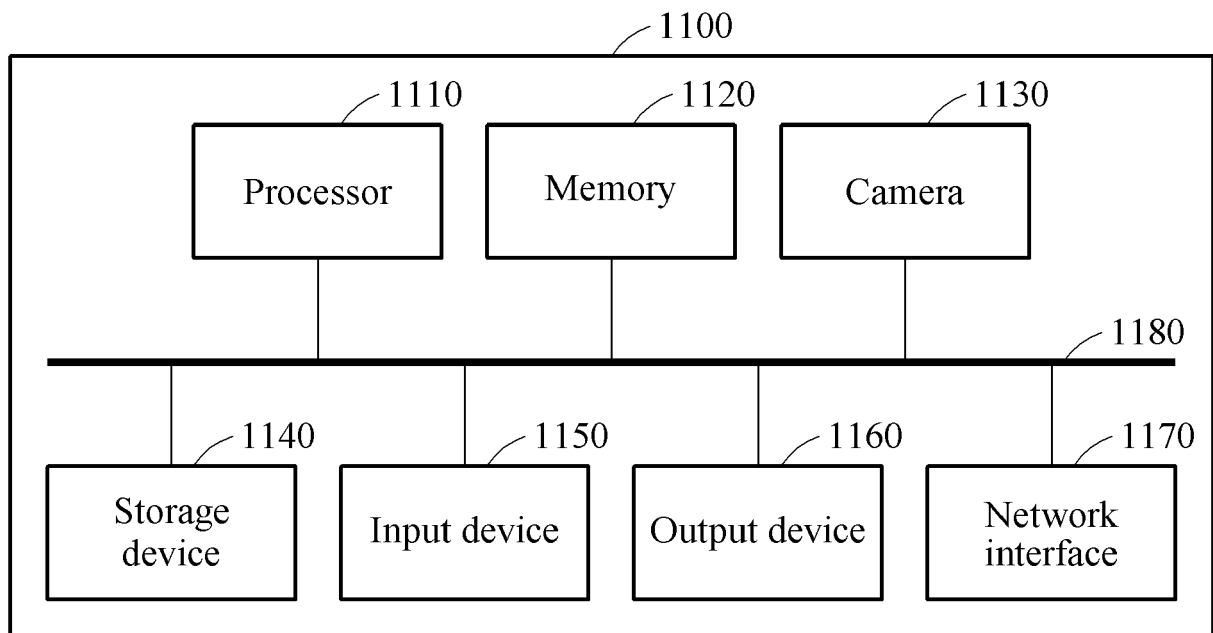 1100
1110
1120
1130
Processor
Memory
Camera
1180
1140
1150
1160
1170
Storage
device
Input device
Output device
Network
interface